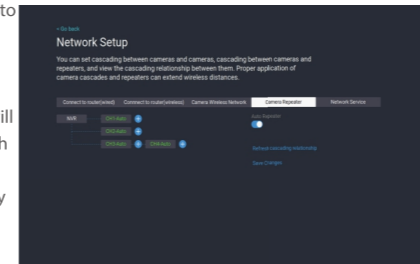 to
< Go back
Network Setup
You can set cascading between cameras and cameras, cascading between cameras and
repeaters, and view the cascading relationship between them. Proper application of
camera cascades and repeaters can extend wireless distances.
Connect to router(wired) Connect to router(wireless) Camera Wireless Network Camera Repeater Network Service
ill
NVR CH1-Auto + Auto Repeater
CH2-Auto +
h
CH3-Auto + CH4-Auto + Refresh cascading relationship
Save Changes
y